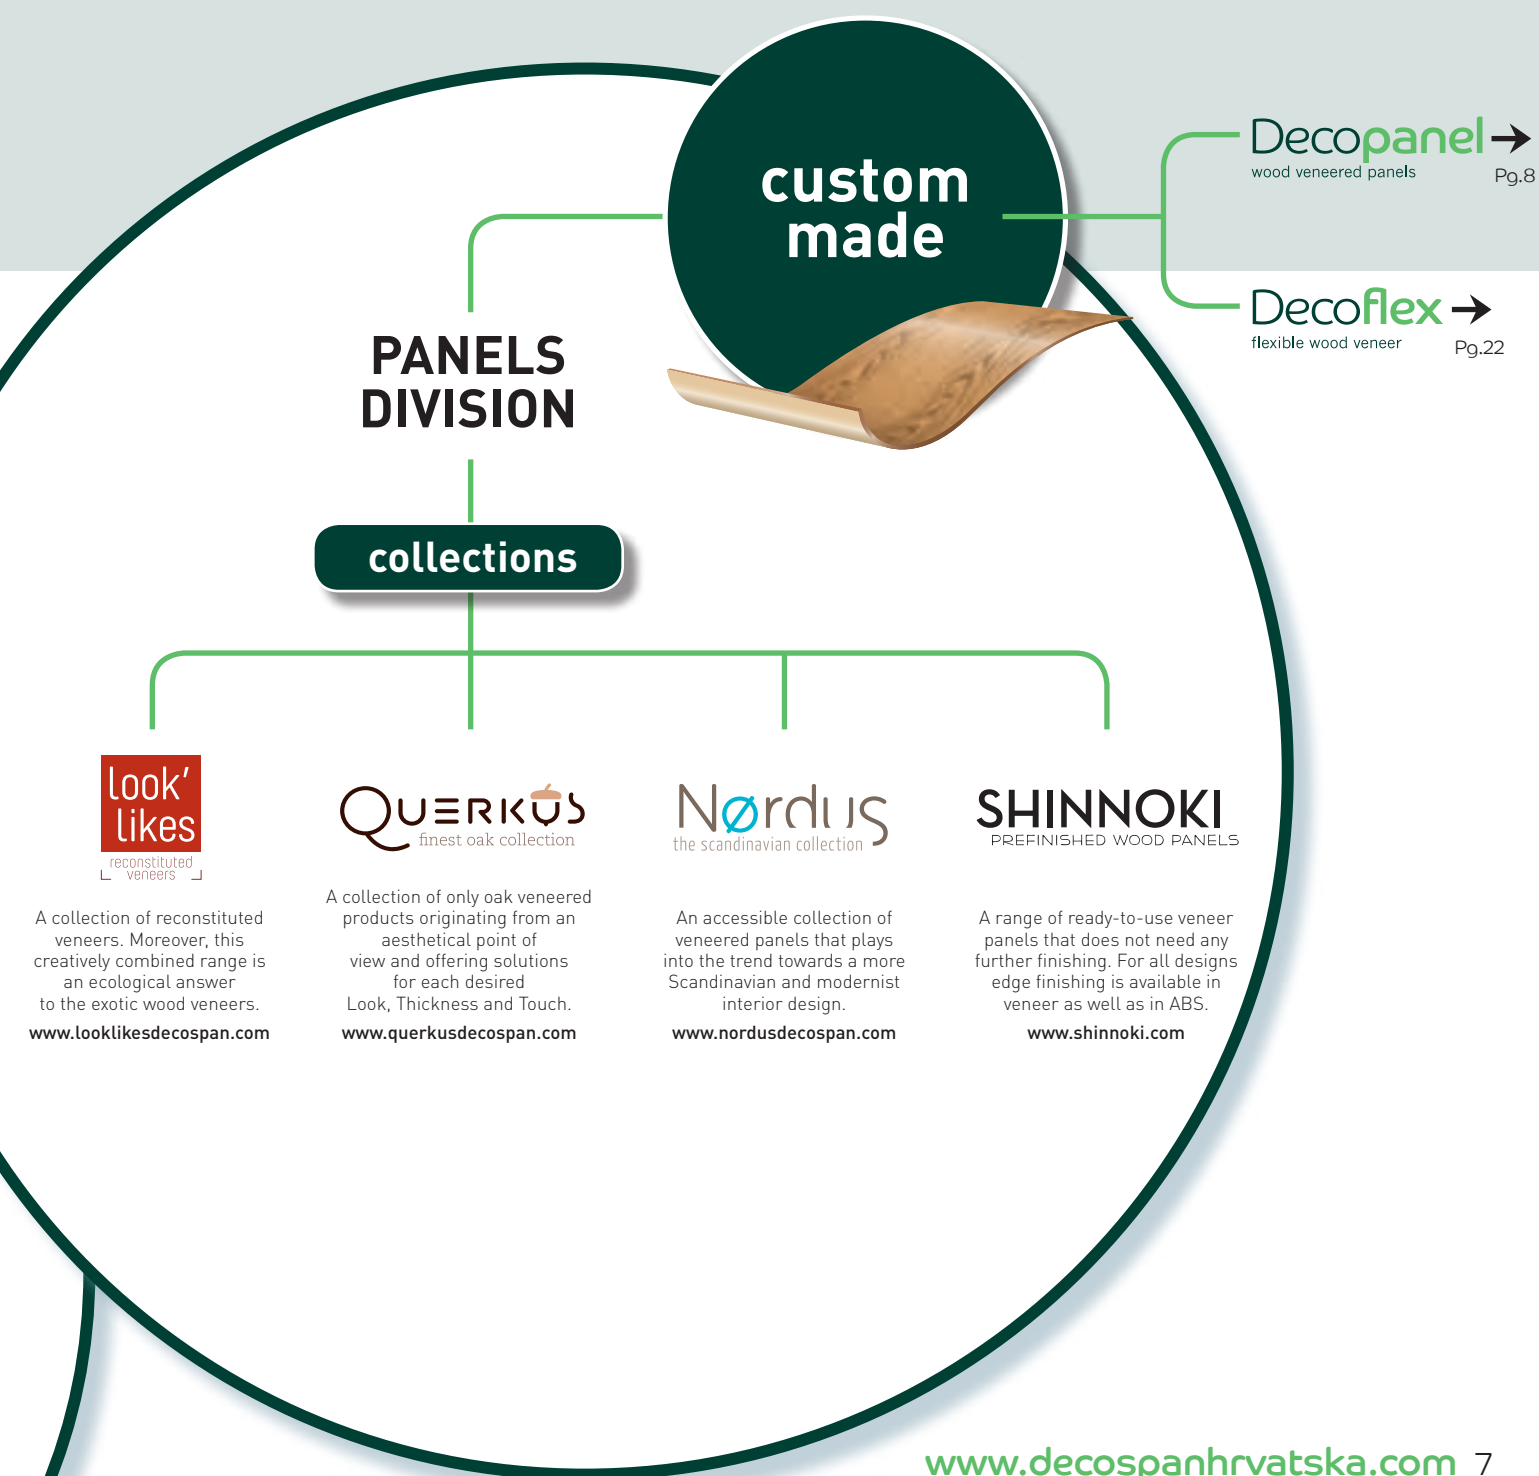 custom
made
Decopanel
wood veneered panels
Pg.8
Decoflex
flexible wood veneer
Pg.22
PANELS
DIVISION
collections
look'
likes
reconstituted
veneers
A collection of reconstituted
veneers. Moreover, this
creatively combined range is
an ecological answer
to the exotic wood veneers.
www.looklikesdecospan.com
QUERKUS
finest oak collection
A collection of only oak veneered
products originating from an
aesthetical point of
view and offering solutions
for each desired
Look, Thickness and Touch.
www.querkusdecospan.com
Nørdus
the scandinavian collection
An accessible collection of
veneered panels that plays
into the trend towards a more
Scandinavian and modernist
interior design.
www.nordusdecospan.com
SHINNOKI
PREFINISHED WOOD PANELS
A range of ready-to-use veneer
panels that does not need any
further finishing. For all designs
edge finishing is available in
veneer as well as in ABS.
www.shinnoki.com
www.decospanhrvatska.com 7